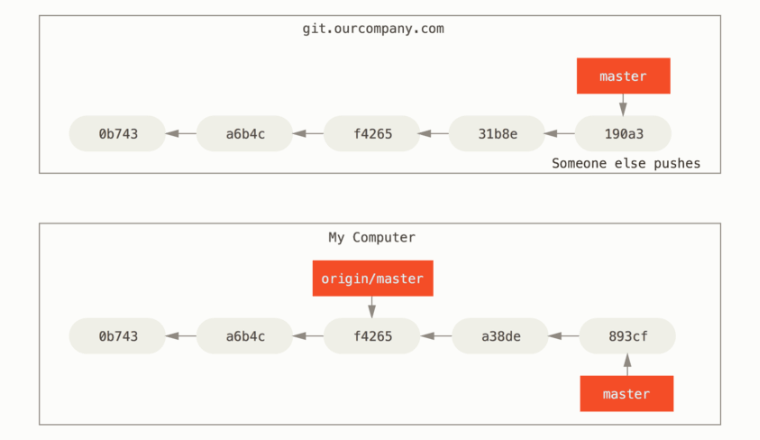 git.ourcompany.com
master
0b743 a6b4c f4265 31b8e 190a3
Someone else pushes
My Computer
origin/master
0b743 a6b4c f4265 a38de 893cf
master